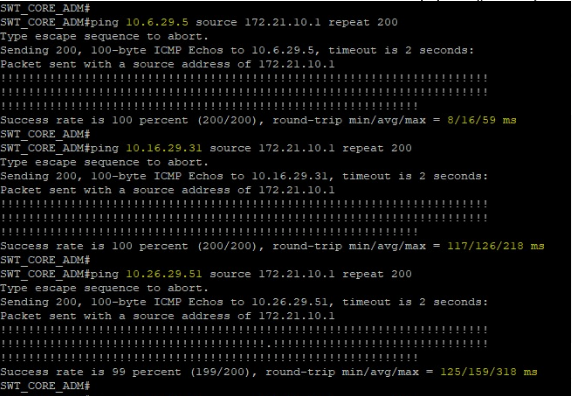 SWT_CORE_ADM#
SWT_CORE_ADM#ping 10.6.29.5 source 172.21.10.1 repeat 200
Type escape sequence to abort.
Sending 200, 100-byte ICMP Echos to 10.6.29.5, timeout is 2 seconds:
Packet sent with a source address of 172.21.10.1
!!!!!!!!!!!!!!!!!!!!!!!!!!!!!!!!!!!!!!!!!!!!!!!!!!!!!!!!!!!!!!!!!!!!!!
!!!!!!!!!!!!!!!!!!!!!!!!!!!!!!!!!!!!!!!!!!!!!!!!!!!!!!!!!!!!!!!!!!!!!!
!!!!!!!!!!!!!!!!!!!!!!!!!!!!!!!!!!!!!!!!!!!!!!!!!!!!!!!!!!!!
Success rate is 100 percent (200/200), round-trip min/avg/max = 8/16/59 ms
SWT_CORE_ADM#
SWT_CORE_ADM#ping 10.16.29.31 source 172.21.10.1 repeat 200
Type escape sequence to abort.
Sending 200, 100-byte ICMP Echos to 10.16.29.31, timeout is 2 seconds:
Packet sent with a source address of 172.21.10.1
!!!!!!!!!!!!!!!!!!!!!!!!!!!!!!!!!!!!!!!!!!!!!!!!!!!!!!!!!!!!!!!!!!!!!!
!!!!!!!!!!!!!!!!!!!!!!!!!!!!!!!!!!!!!!!!!!!!!!!!!!!!!!!!!!!!!!!!!!!!!!
!!!!!!!!!!!!!!!!!!!!!!!!!!!!!!!!!!!!!!!!!!!!!!!!!!!!!!!!!!!!
Success rate is 100 percent (200/200), round-trip min/avg/max = 117/126/218 ms
SWT_CORE_ADM#
SWT_CORE_ADM#ping 10.26.29.51 source 172.21.10.1 repeat 200
Type escape sequence to abort.
Sending 200, 100-byte ICMP Echos to 10.26.29.51, timeout is 2 seconds:
Packet sent with a source address of 172.21.10.1
!!!!!!!!!!!!!!!!!!!!!!!!!!!!!!!!!!!!!!!!!!!!!!!!!!!!!!!!!!!!!!!!!!!!!!
!!!!!!!!!!!!!!!!!!!!!!!!!!!!!!!!!!!!!!.!!!!!!!!!!!!!!!!!!!!!!!!!!!!!!!
!!!!!!!!!!!!!!!!!!!!!!!!!!!!!!!!!!!!!!!!!!!!!!!!!!!!!!!!!!!!
Success rate is 99 percent (199/200), round-trip min/avg/max = 125/159/318 ms
SWT_CORE_ADM#